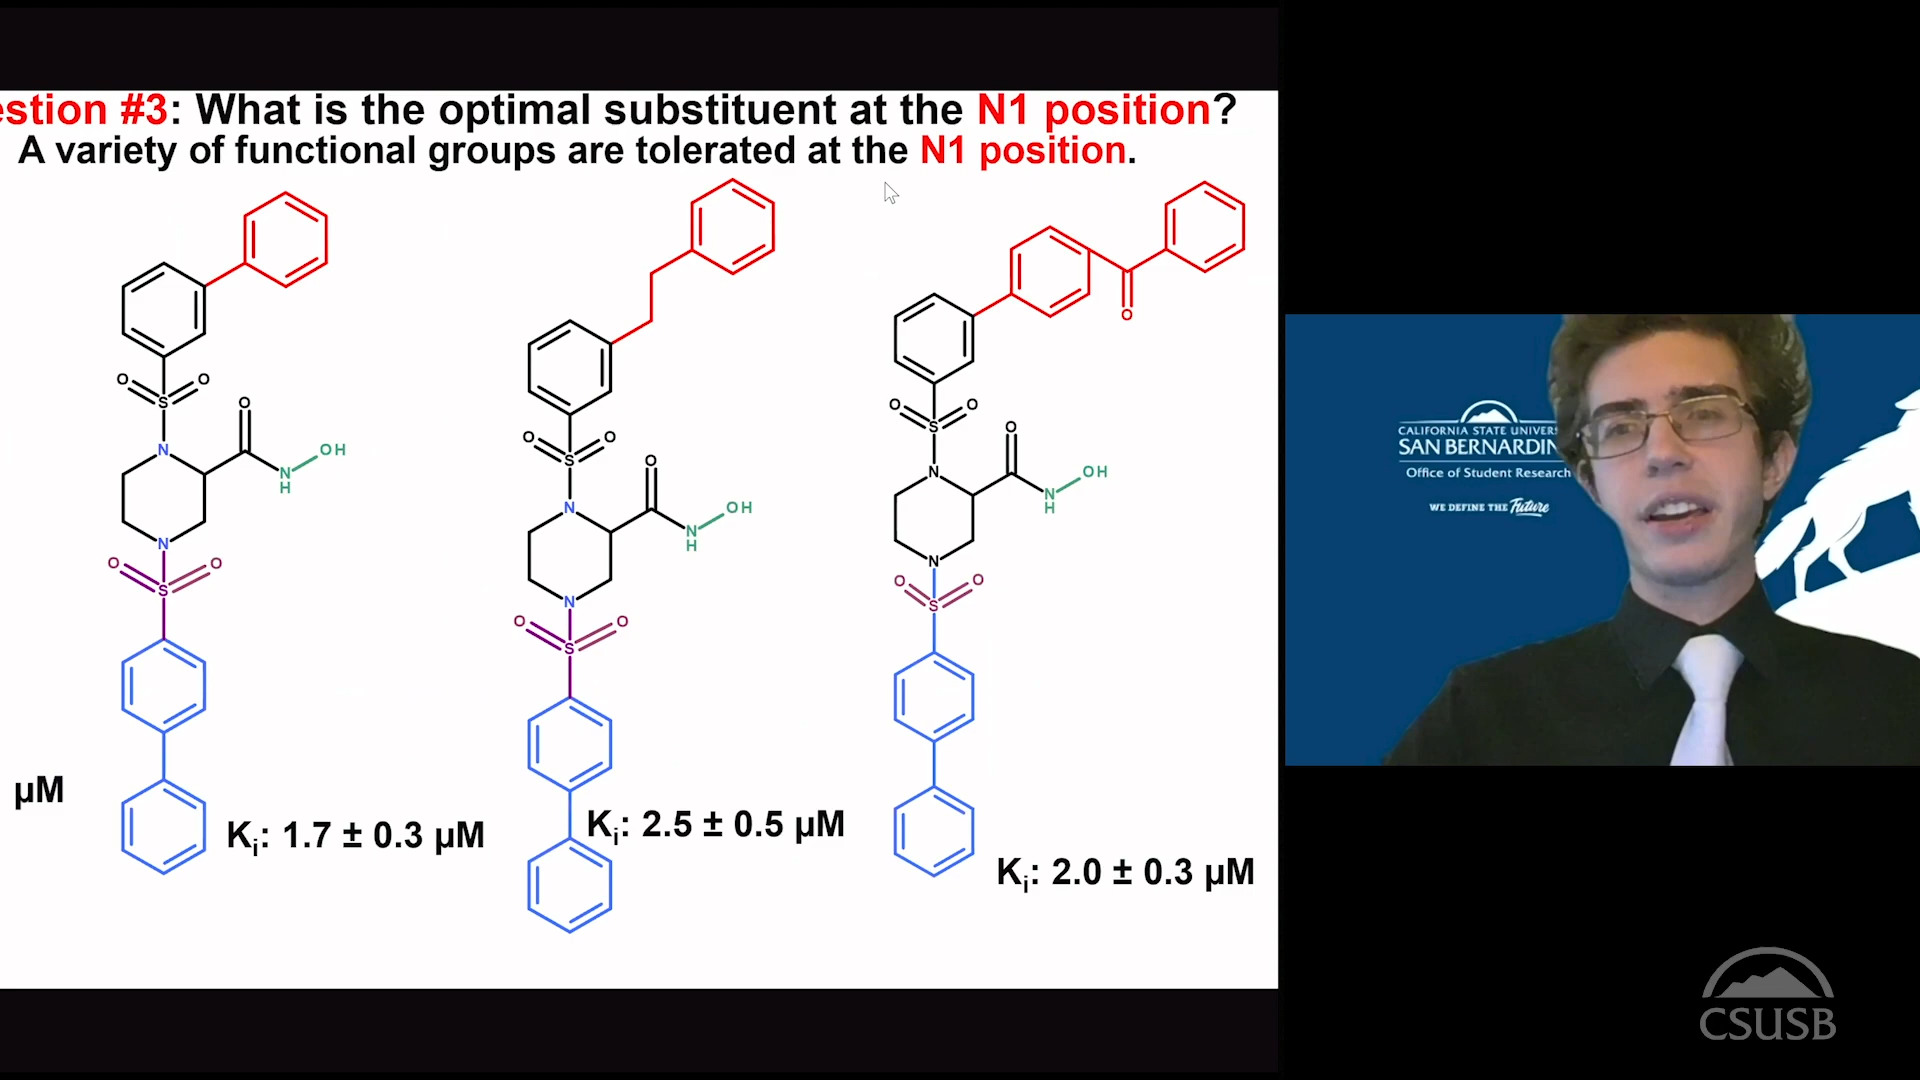 estion #3: What is the optimal substituent at the N1 position?
A variety of functional groups are tolerated at the N1 position.
O
O
S
O
N
OH
N
H
N
O
O
S
µM
Ki: 1.7 ± 0.3 µM
O
O
S
O
N
OH
N
H
N
O
O
S
Ki: 2.5 ± 0.5 µM
O
O
O
S
O
N
OH
N
H
N
O
O
S
Ki: 2.0 ± 0.3 µM
CALIFORNIA STATE UNIVER
SAN BERNARDIN
Office of Student Research
WE DEFINE THE Future
CSUSB